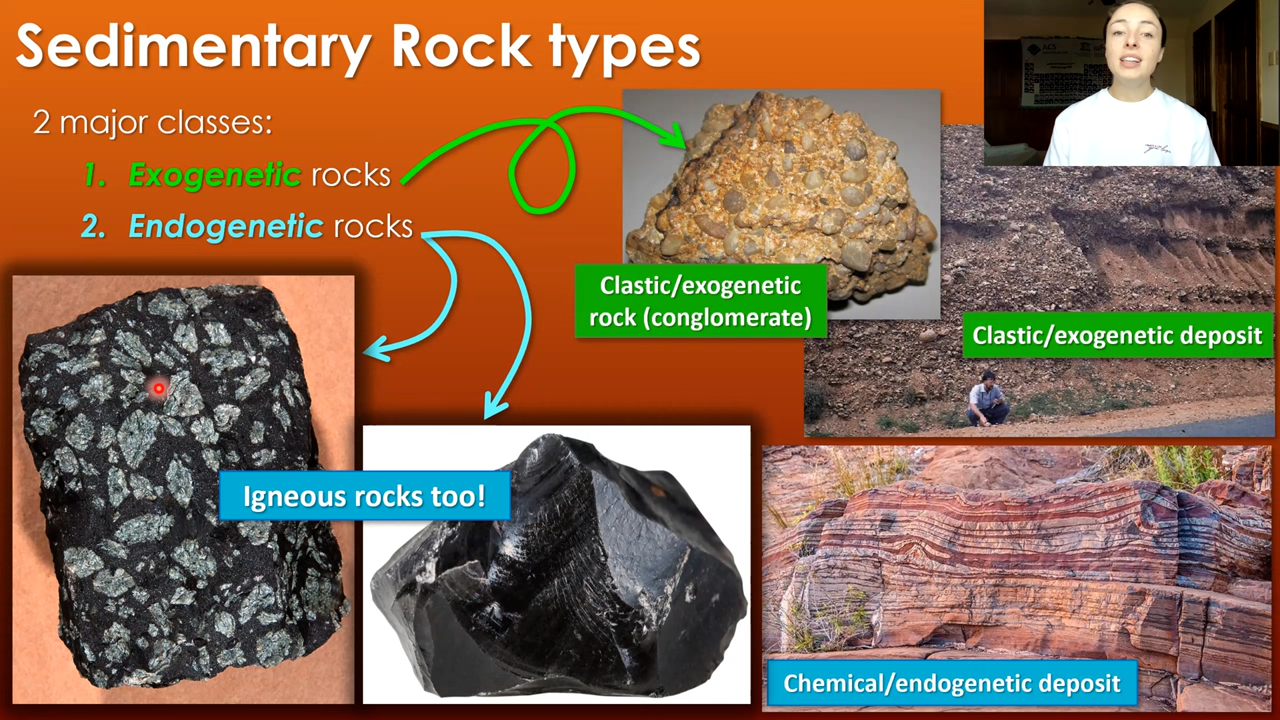 Sedimentary Rock types
2 major classes:
1. Exogenetic rocks
2. Endogenetic rocks
Clastic/exogenetic
rock (conglomerate)
Clastic/exogenetic deposit
Igneous rocks too!
Chemical/endogenetic deposit
ACS